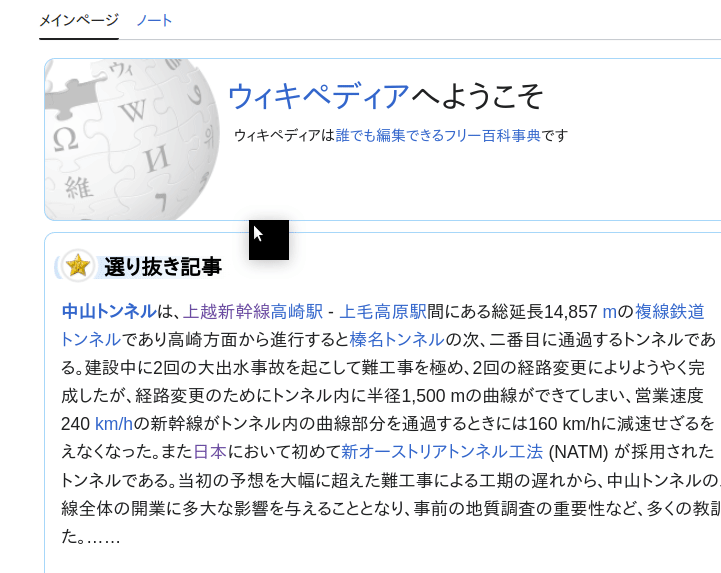 メインページ ノート
ウィキペディアへようこそ
ウィキペディアは誰でも編集できるフリー百科事典です
ウィ
W
Ω
И
維
7
選り抜き記事
中山トンネルは、上越新幹線高崎駅 - 上毛高原駅間にある総延長14,857 mの複線鉄道
トンネルであり高崎方面から進行すると榛名トンネルの次、二番目に通過するトンネルであ
る。建設中に2回の大出水事故を起こして難工事を極め、2回の経路変更によりようやく完
成したが、経路変更のためにトンネル内に半径1,500 mの曲線ができてしまい、営業速度
240 km/hの新幹線がトンネル内の曲線部分を通過するときには160 km/hに減速せざるを
えなくなった。また日本において初めて新オーストリアトンネル工法 (NATM) が採用された
トンネルである。当初の予想を大幅に超えた難工事による工期の遅れから、中山トンネルの
線全体の開業に多大な影響を与えることとなり、事前の地質調査の重要性など、多くの教
た。……